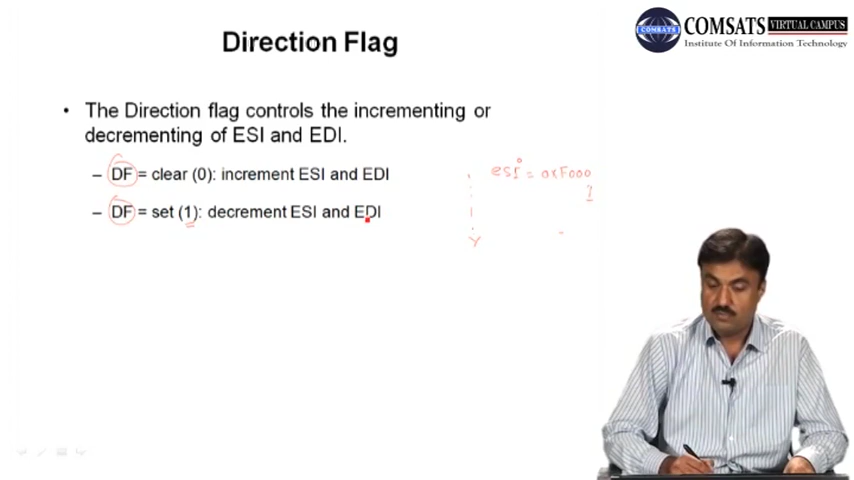 COMSATS VIRTUAL CAMPUS
COMSATS
Institute Of Information Technology
Direction Flag
• The Direction flag controls the incrementing or
decrementing of ESI and EDI.
– DF = clear (0): increment ESI and EDI
– DF = set (1): decrement ESI and EDI
esi = 0xF000